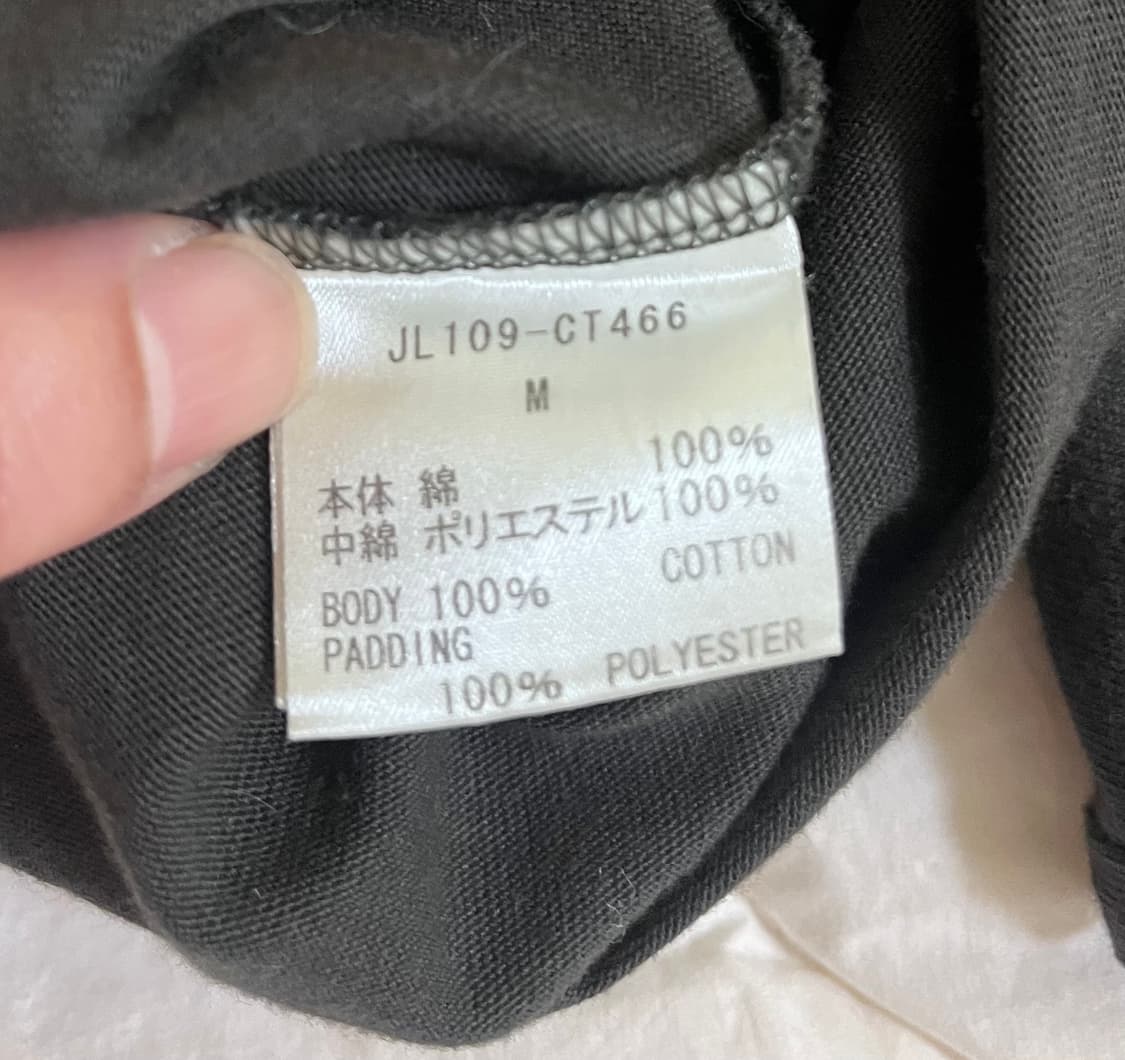 JL109-CT466
M
本体 綿 100%
中綿 ポリエステル 100%
BODY 100% COTTON
PADDING
100% POLYESTER